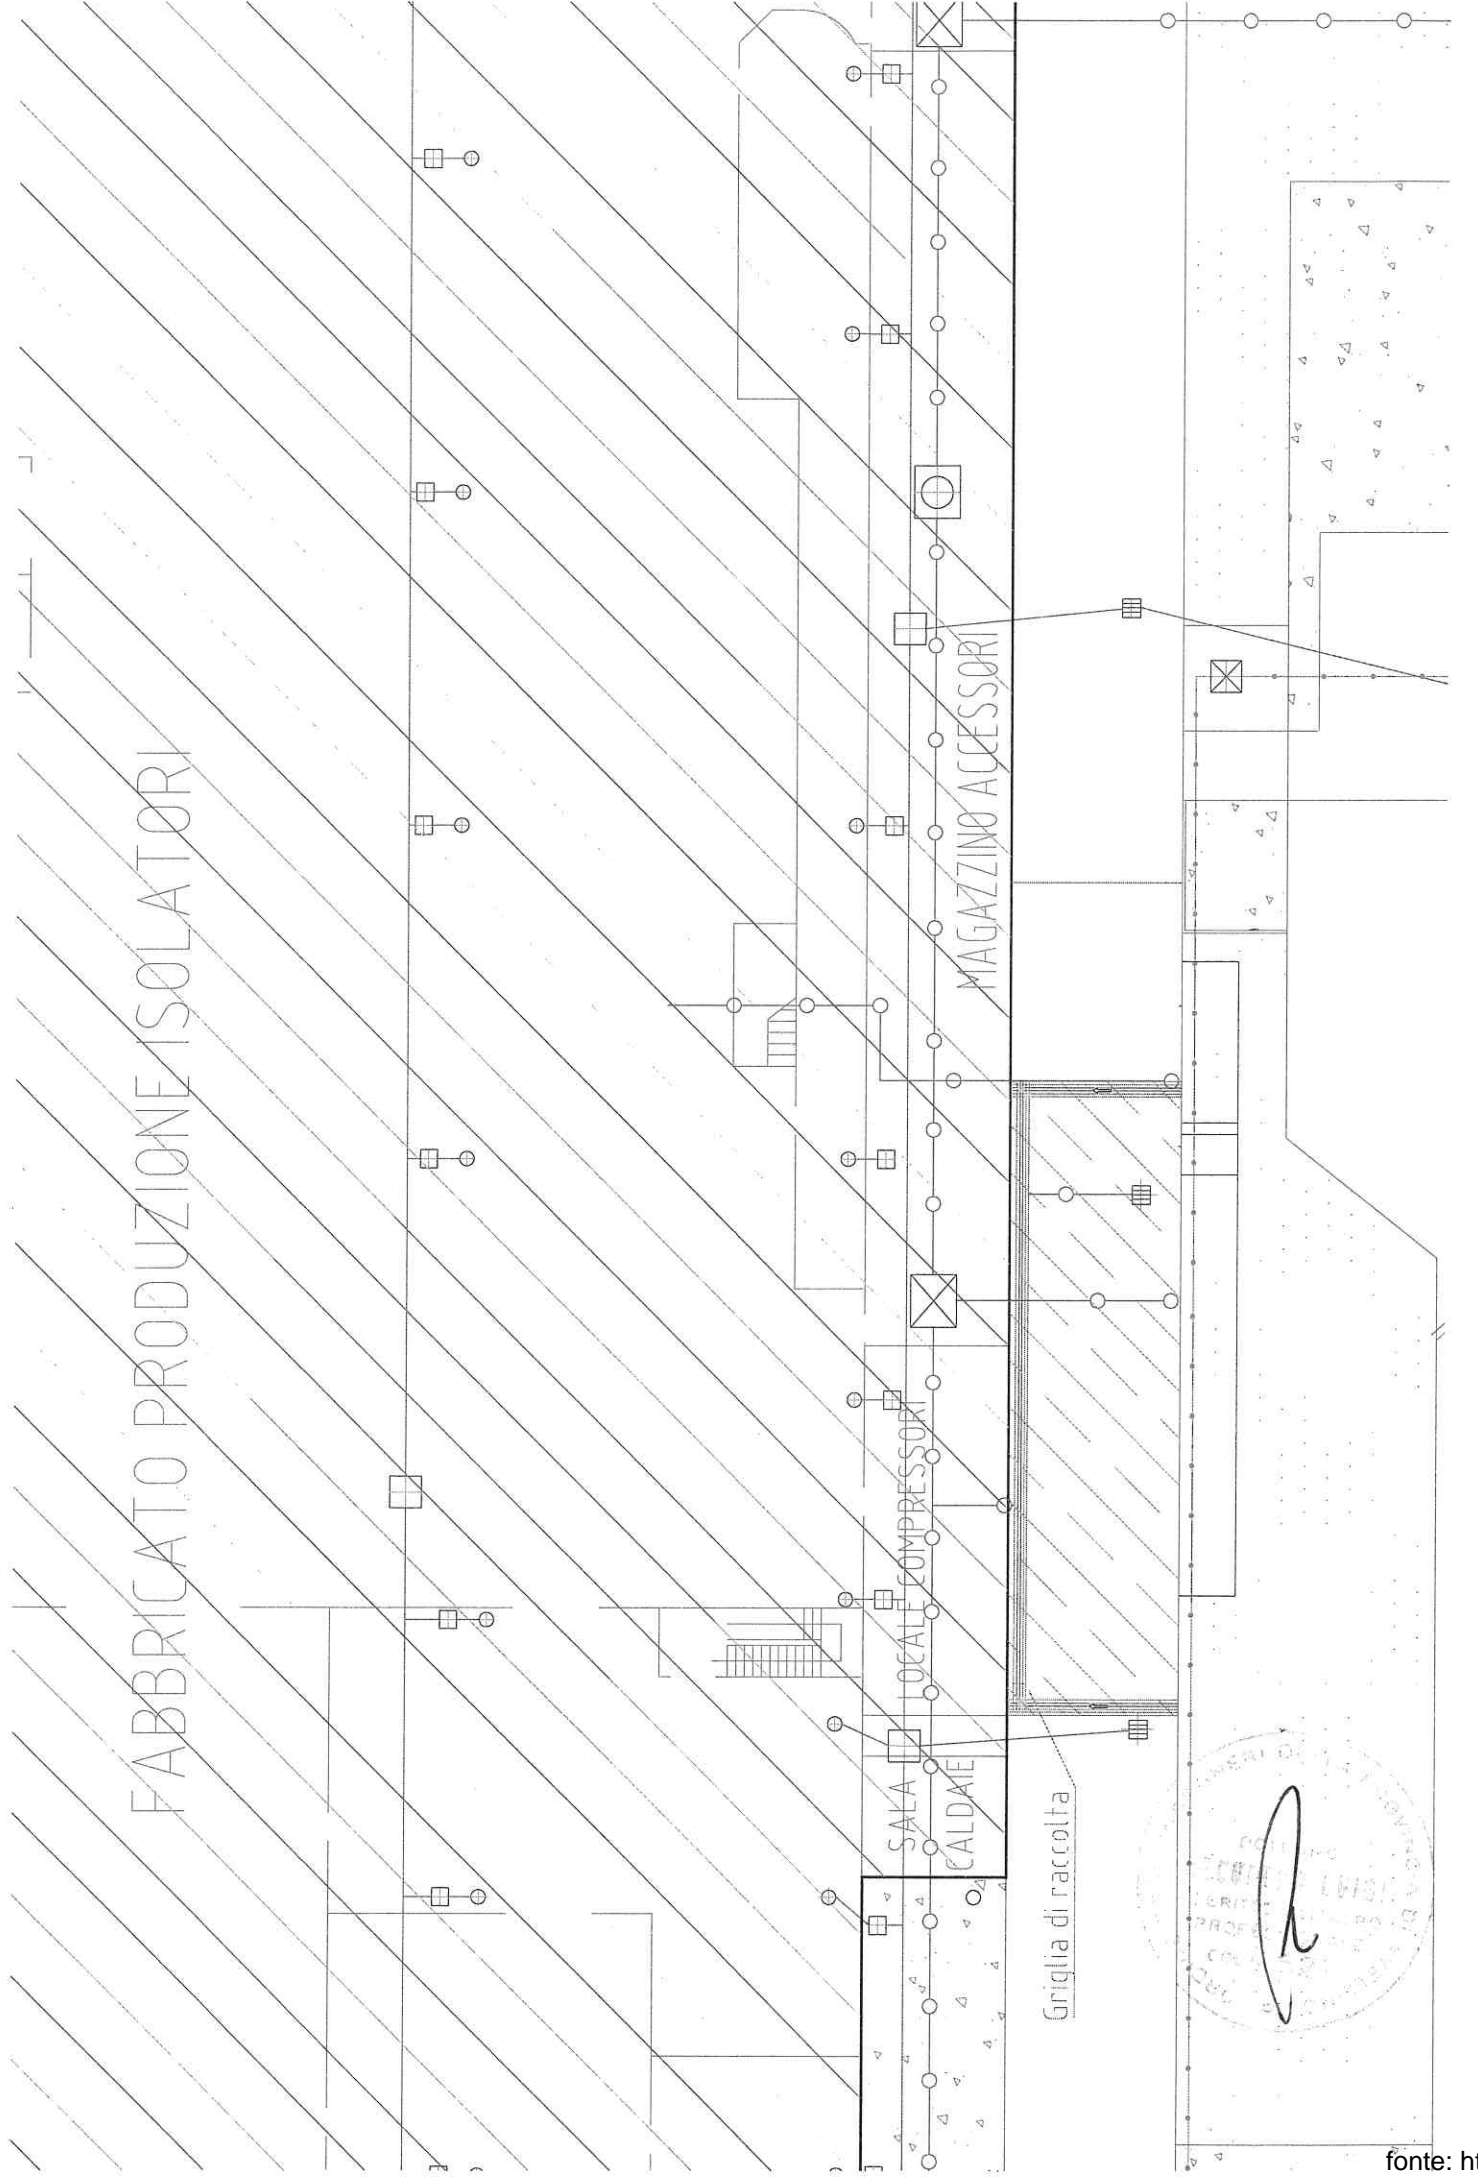 FABBRICATO PRODUZIONE ISOLATORI
MAGAZZINO ACCESSORI
LOCALE COMPRESSORI
SALA
CALDAIE
Griglia di raccolta
fonte: ht